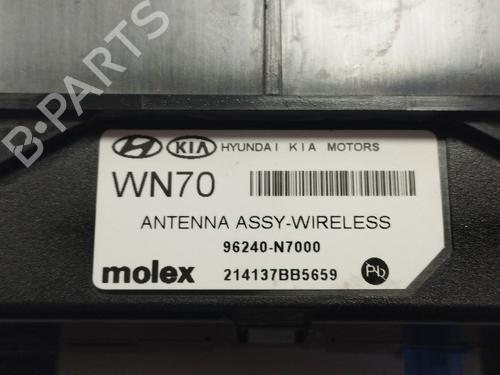 B-PARTS
KIA HYUNDAI KIA MOTORS
WN70
ANTENNA ASSY-WIRELESS
96240-N7000
molex 214137BB5659 Pb